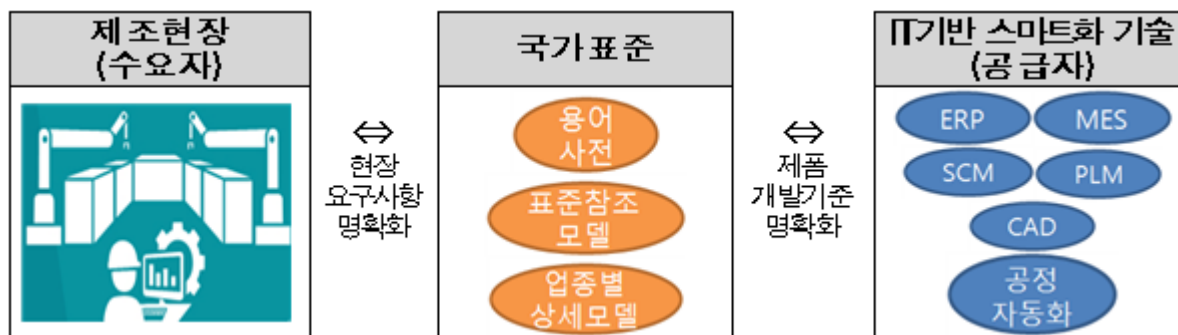 제조현장
(수요자)
⇔
현장
요구사항
명확화
국가표준
용어
사전
표준참조
모델
업종별
상세모델
⇔
제품
개발기준
명확화
IT기반 스마트화 기술
(공급자)
ERP
MES
SCM
PLM
CAD
공정
자동화